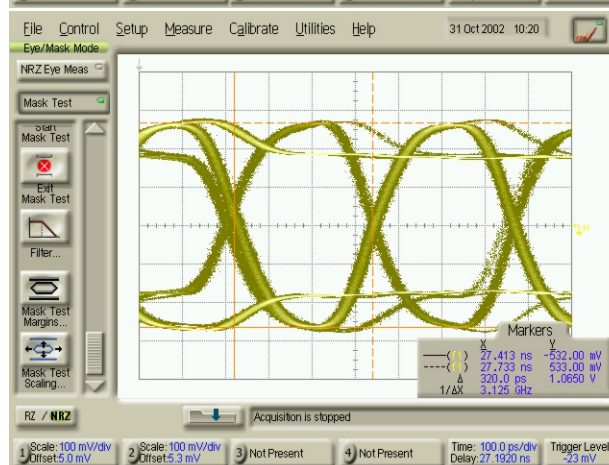 File Control Setup Measure Calibrate Utilities Help 31 Oct 2002 10:20
Eye/Mask Mode
NRZ Eye Meas
Mask Test
Start
Mask Test
Exit
Mask Test
Filter...
Mask Test
Margins...
Mask Test
Scaling...
Markers
X Y
——( 1) 27.413 ns -532.00 mV
----( 1) 27.733 ns 533.00 mV
Δ 320.0 ps 1.0650 V
1/ΔX 3.125 GHz
RZ / NRZ
Acquisition is stopped
1 Scale: 100 mV/div
Offset:5.0 mV
2 Scale: 100 mV/div
Offset:5.3 mV
3 Not Present
4 Not Present
Time: 100.0 ps/div
Delay:27.1920 ns
Trigger Level
-23 mV